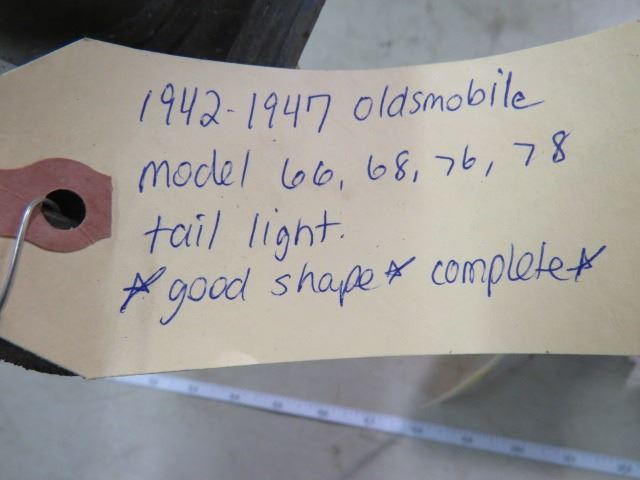 1942-1947 oldsmobile
model 66, 68, 76, 78
tail light.
☆good shape☆ complete☆